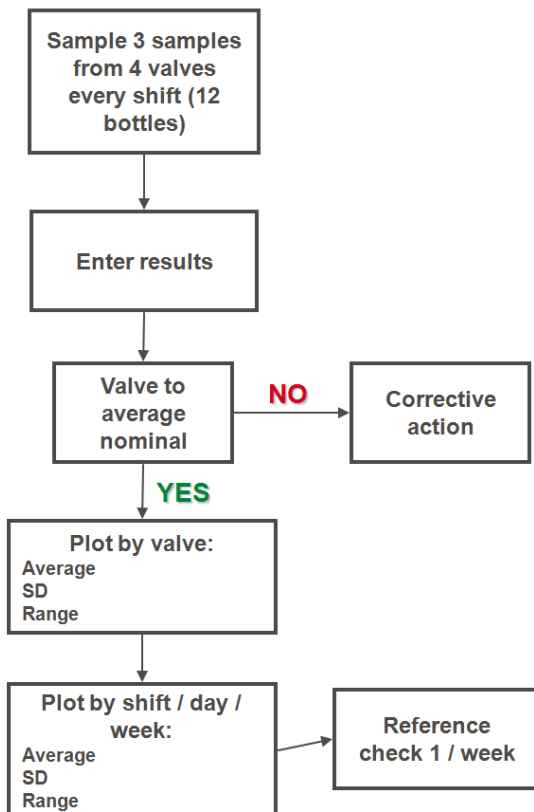 Sample 3 samples
from 4 valves
every shift (12
bottles)
Enter results
Valve to
average
nominal
NO
Corrective
action
YES
Plot by valve:
Average
SD
Range
Plot by shift / day /
week:
Average
SD
Range
Reference
check 1 / week